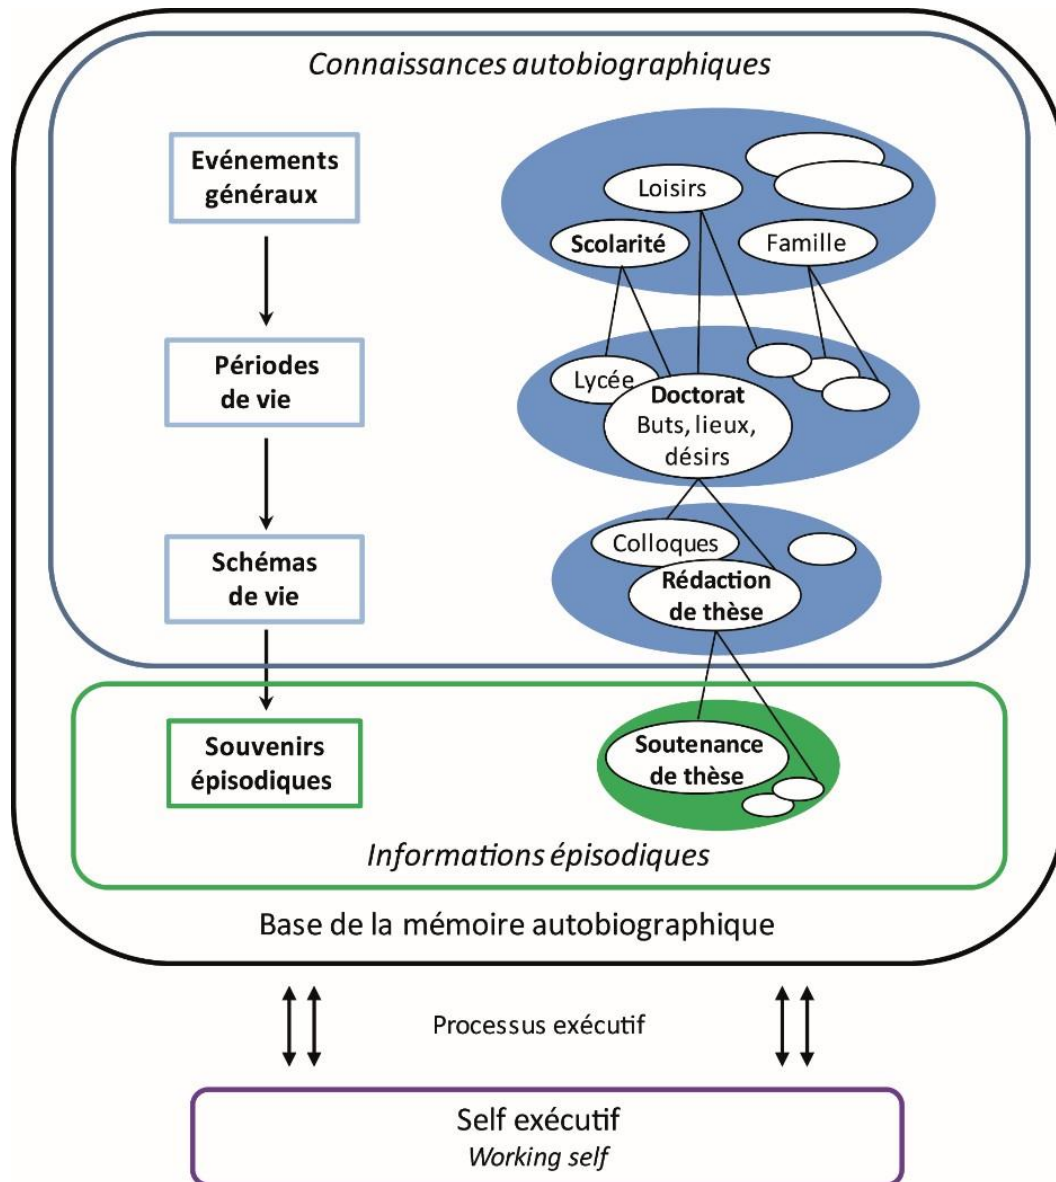 Connaissances autobiographiques
Evénements
généraux
Loisirs
Scolarité
Famille
Périodes
de vie
Lycée
Doctorat
Buts, lieux,
désirs
Schémas
de vie
Colloques
Rédaction
de thèse
Souvenirs
épisodiques
Soutenance
de thèse
Informations épisodiques
Base de la mémoire autobiographique
Processus exécutif
Self exécutif
Working self